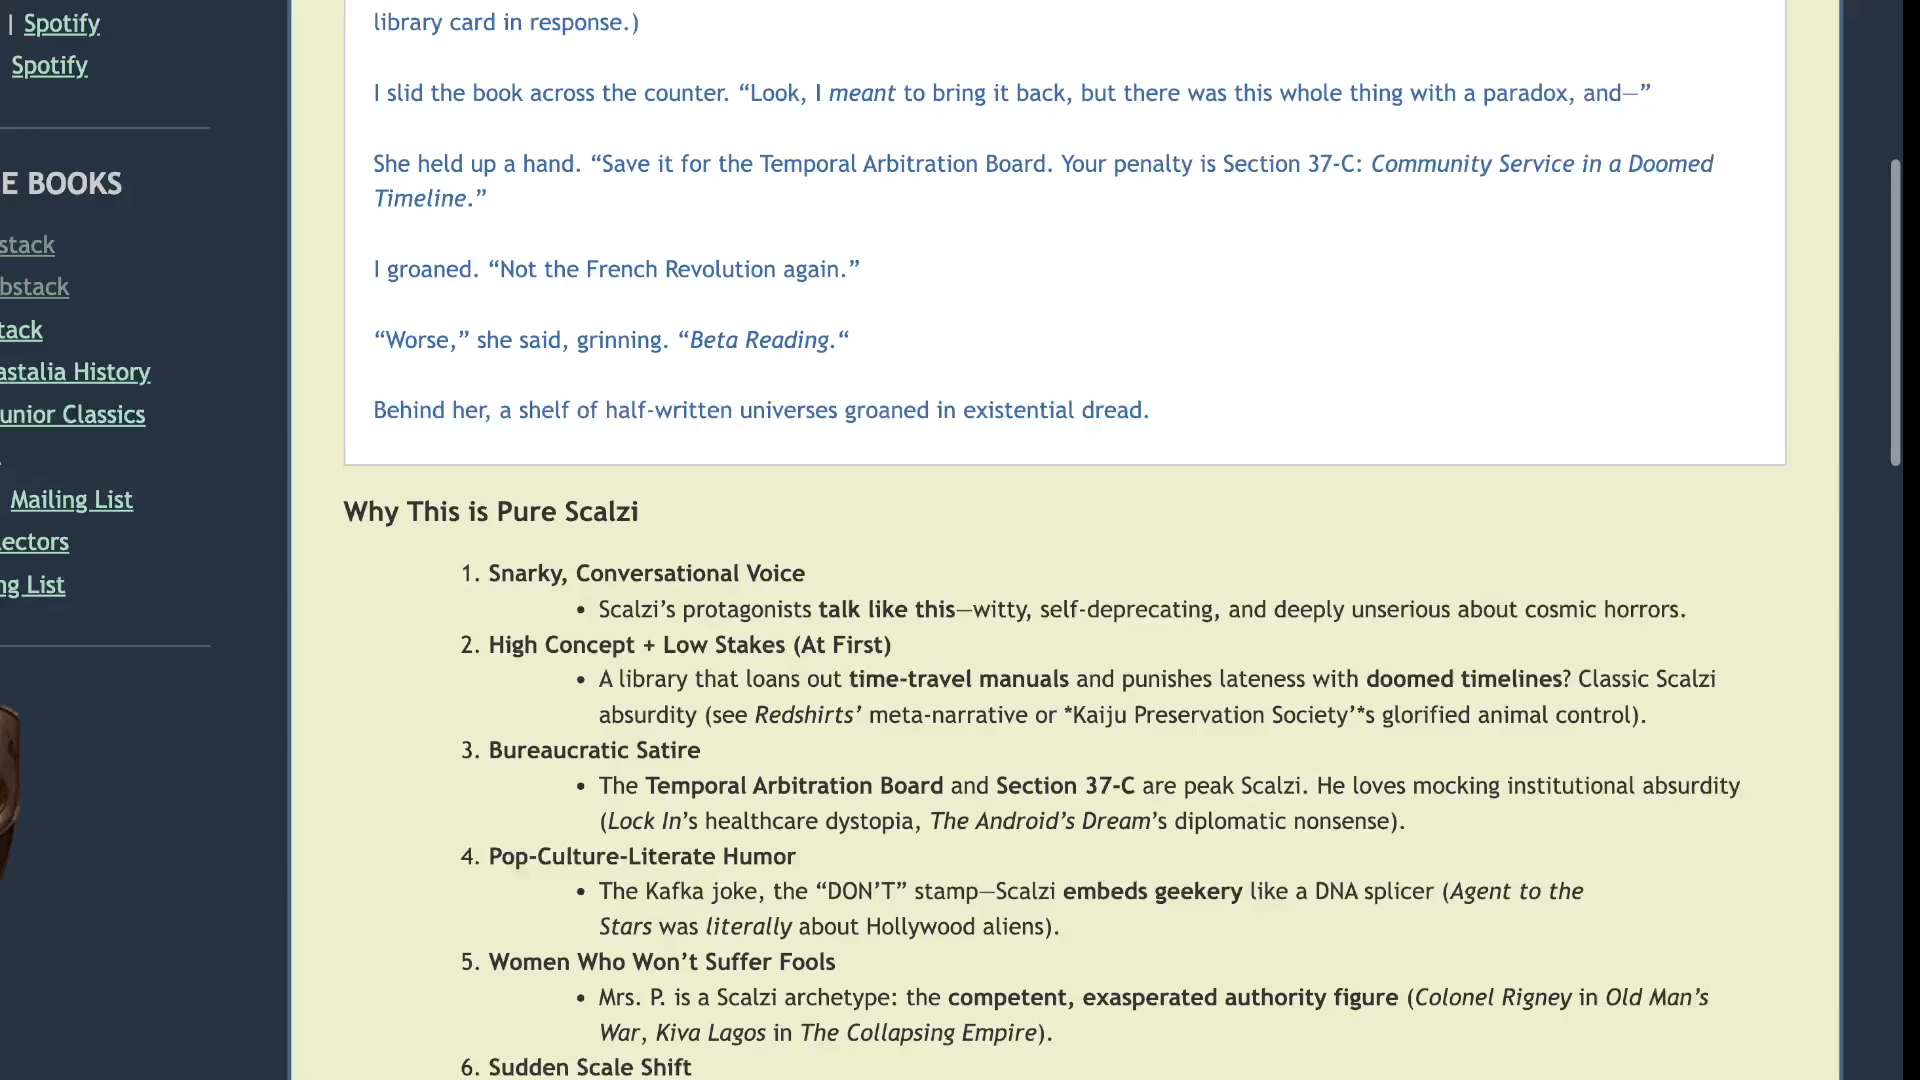 | Spotify
Spotify
E BOOKS
stack
bstack
tack
astalia History
unior Classics
Mailing List
ectors
ng List
library card in response.)
I slid the book across the counter. “Look, I meant to bring it back, but there was this whole thing with a paradox, and—”
She held up a hand. “Save it for the Temporal Arbitration Board. Your penalty is Section 37-C: Community Service in a Doomed
Timeline.”
I groaned. “Not the French Revolution again.”
“Worse,” she said, grinning. “Beta Reading.“
Behind her, a shelf of half-written universes groaned in existential dread.
Why This is Pure Scalzi
1. Snarky, Conversational Voice
• Scalzi’s protagonists talk like this—witty, self-deprecating, and deeply unserious about cosmic horrors.
2. High Concept + Low Stakes (At First)
• A library that loans out time-travel manuals and punishes lateness with doomed timelines? Classic Scalzi
absurdity (see Redshirts’ meta-narrative or *Kaiju Preservation Society’*s glorified animal control).
3. Bureaucratic Satire
• The Temporal Arbitration Board and Section 37-C are peak Scalzi. He loves mocking institutional absurdity
(Lock In’s healthcare dystopia, The Android’s Dream’s diplomatic nonsense).
4. Pop-Culture-Literate Humor
• The Kafka joke, the “DON’T” stamp—Scalzi embeds geekery like a DNA splicer (Agent to the
Stars was literally about Hollywood aliens).
5. Women Who Won’t Suffer Fools
• Mrs. P. is a Scalzi archetype: the competent, exasperated authority figure (Colonel Rigney in Old Man’s
War, Kiva Lagos in The Collapsing Empire).
6. Sudden Scale Shift